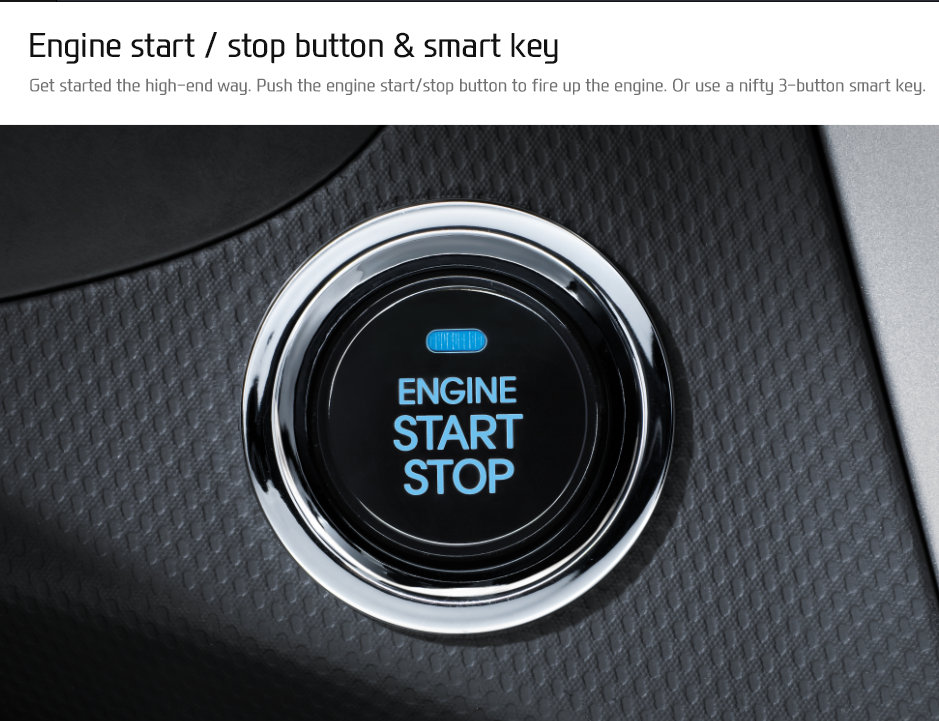 Engine start / stop button & smart key
Get started the high-end way. Push the engine start/stop button to fire up the engine. Or use a nifty 3-button smart key.
ENGINE
START
STOP